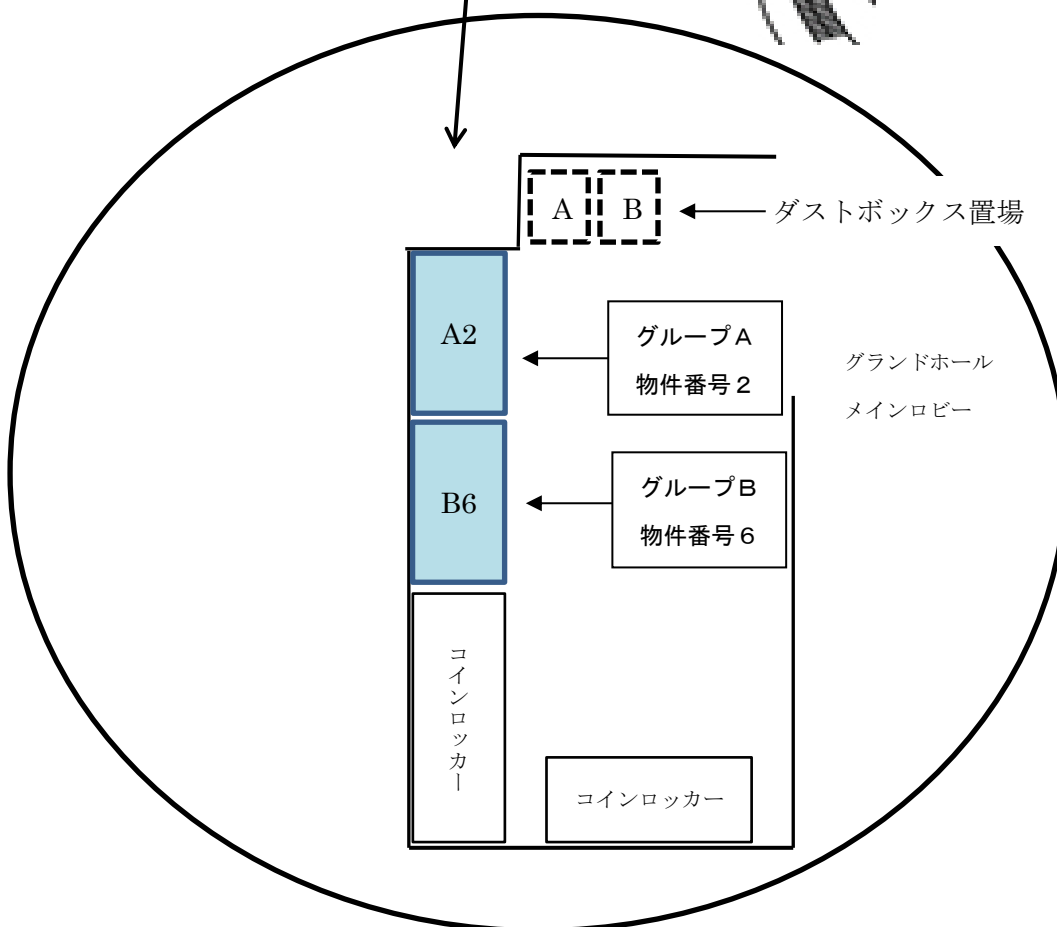 A
B
ダストボックス置場
A2
グループA
物件番号2
グランドホール
メインロビー
B6
グループB
物件番号6
コインロッカー
コインロッカー